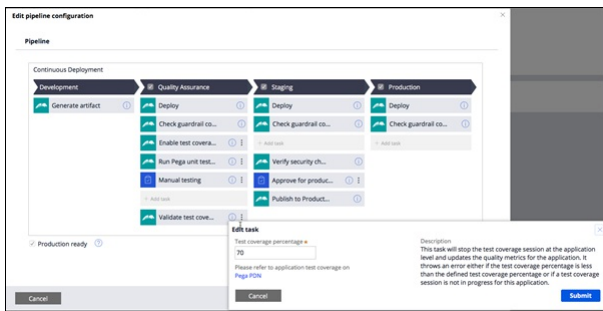 Edit pipeline configuration
Pipeline
Continuous Deployment
Development
Quality Assurance
Staging
Production
Generate artifact
Deploy
Deploy
Deploy
Check guardrail co...
Check guardrail co...
Check guardrail co...
Enable test covera...
+ Add task
+ Add task
Run Pega unit test...
Verify security ch...
Manual testing
Approve for produc...
+ Add task
Publish to Product...
Validate test cove...
Production ready
Edit task
Test coverage percentage
70
Please refer to application test coverage on
Pega PDN
Description
This task will stop the test coverage session at the application
level and updates the quality metrics for the application. It
throws an error either if the test coverage percentage is less
than the defined test coverage percentage or if a test coverage
session is not in progress for this application.
Cancel
Cancel
Submit